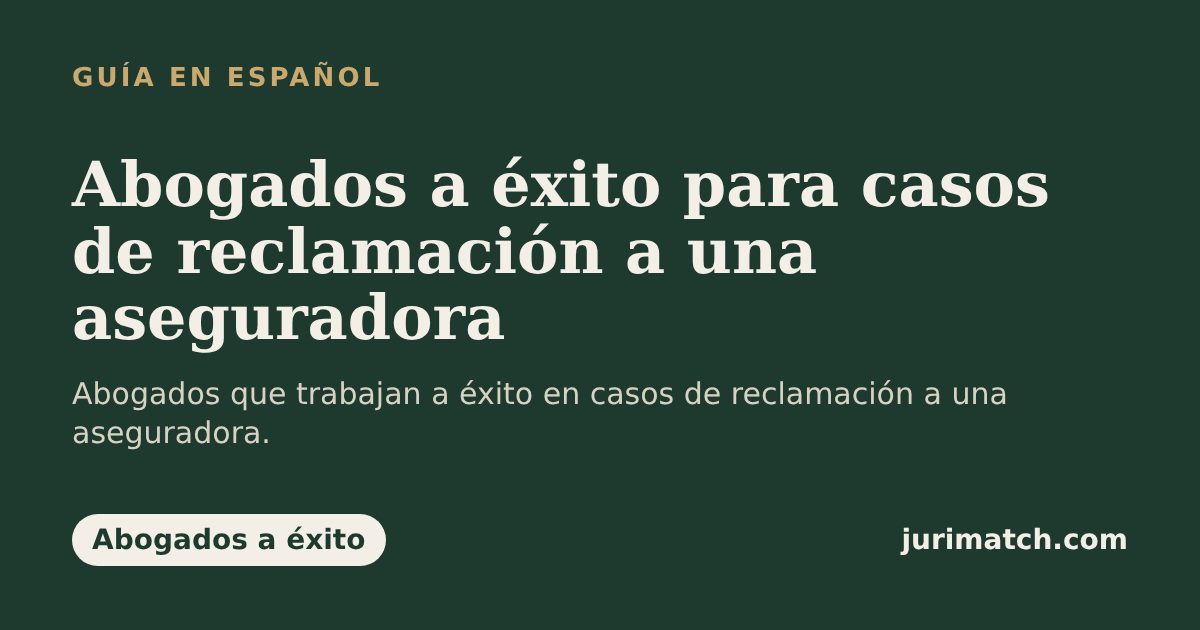 GUÍA EN ESPAÑOL
Abogados a éxito para casos
de reclamación a una
aseguradora
Abogados que trabajan a éxito en casos de reclamación a una
aseguradora.
Abogados a éxito
jurimatch.com